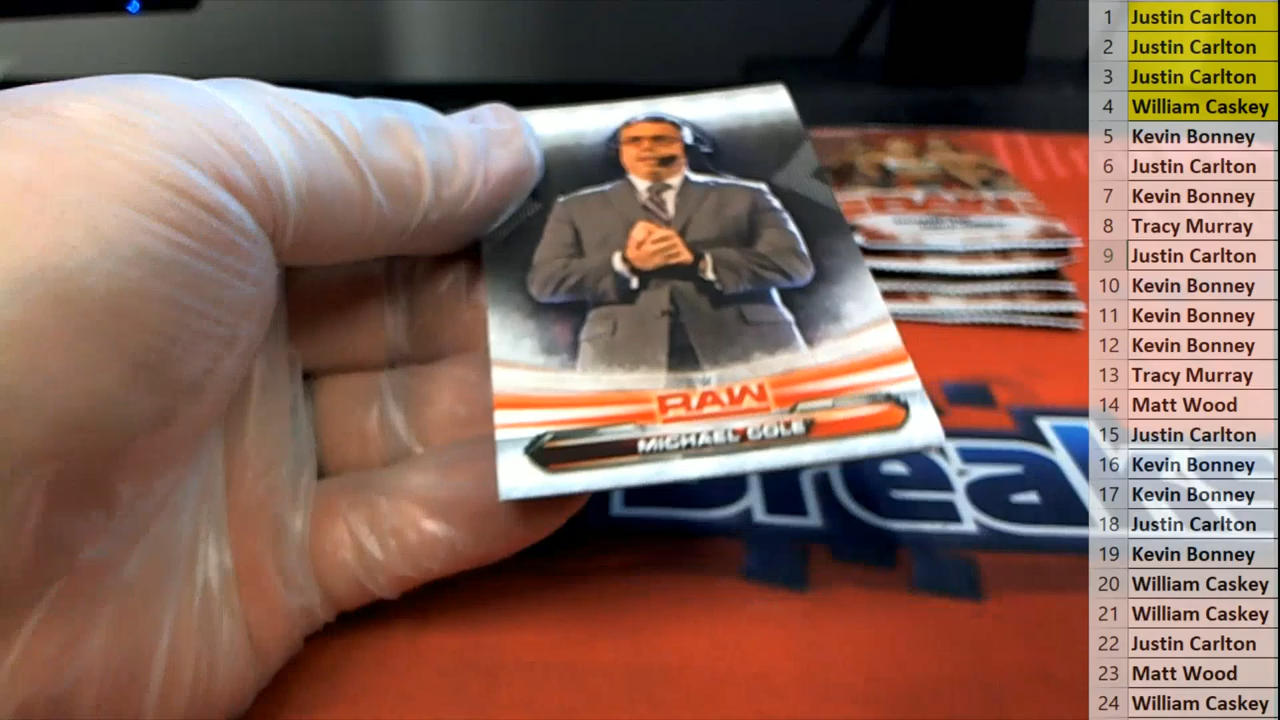 RAW
MICHAEL COLE
Break
1 Justin Carlton
2 Justin Carlton
3 Justin Carlton
4 William Caskey
5 Kevin Bonney
6 Justin Carlton
7 Kevin Bonney
8 Tracy Murray
9 Justin Carlton
10 Kevin Bonney
11 Kevin Bonney
12 Kevin Bonney
13 Tracy Murray
14 Matt Wood
15 Justin Carlton
16 Kevin Bonney
17 Kevin Bonney
18 Justin Carlton
19 Kevin Bonney
20 William Caskey
21 William Caskey
22 Justin Carlton
23 Matt Wood
24 William Caskey